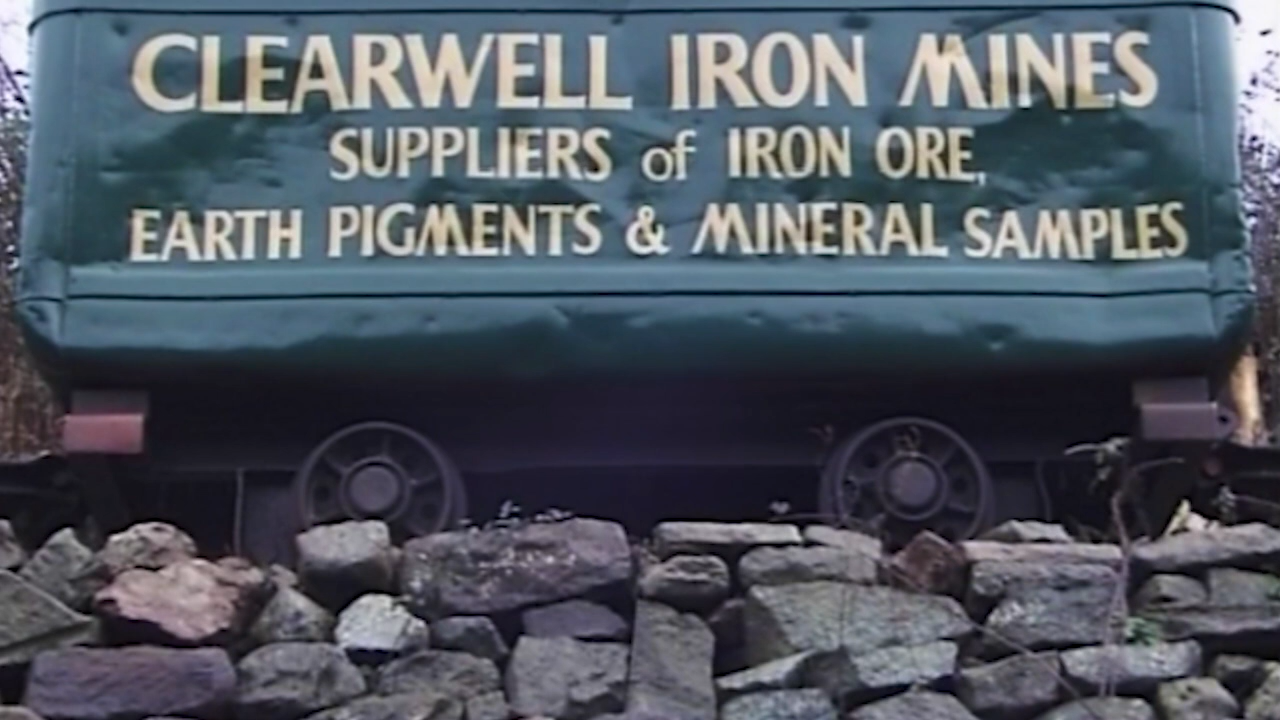 CLEARWELL IRON MINES
SUPPLIERS of IRON ORE,
EARTH PIGMENTS & MINERAL SAMPLES